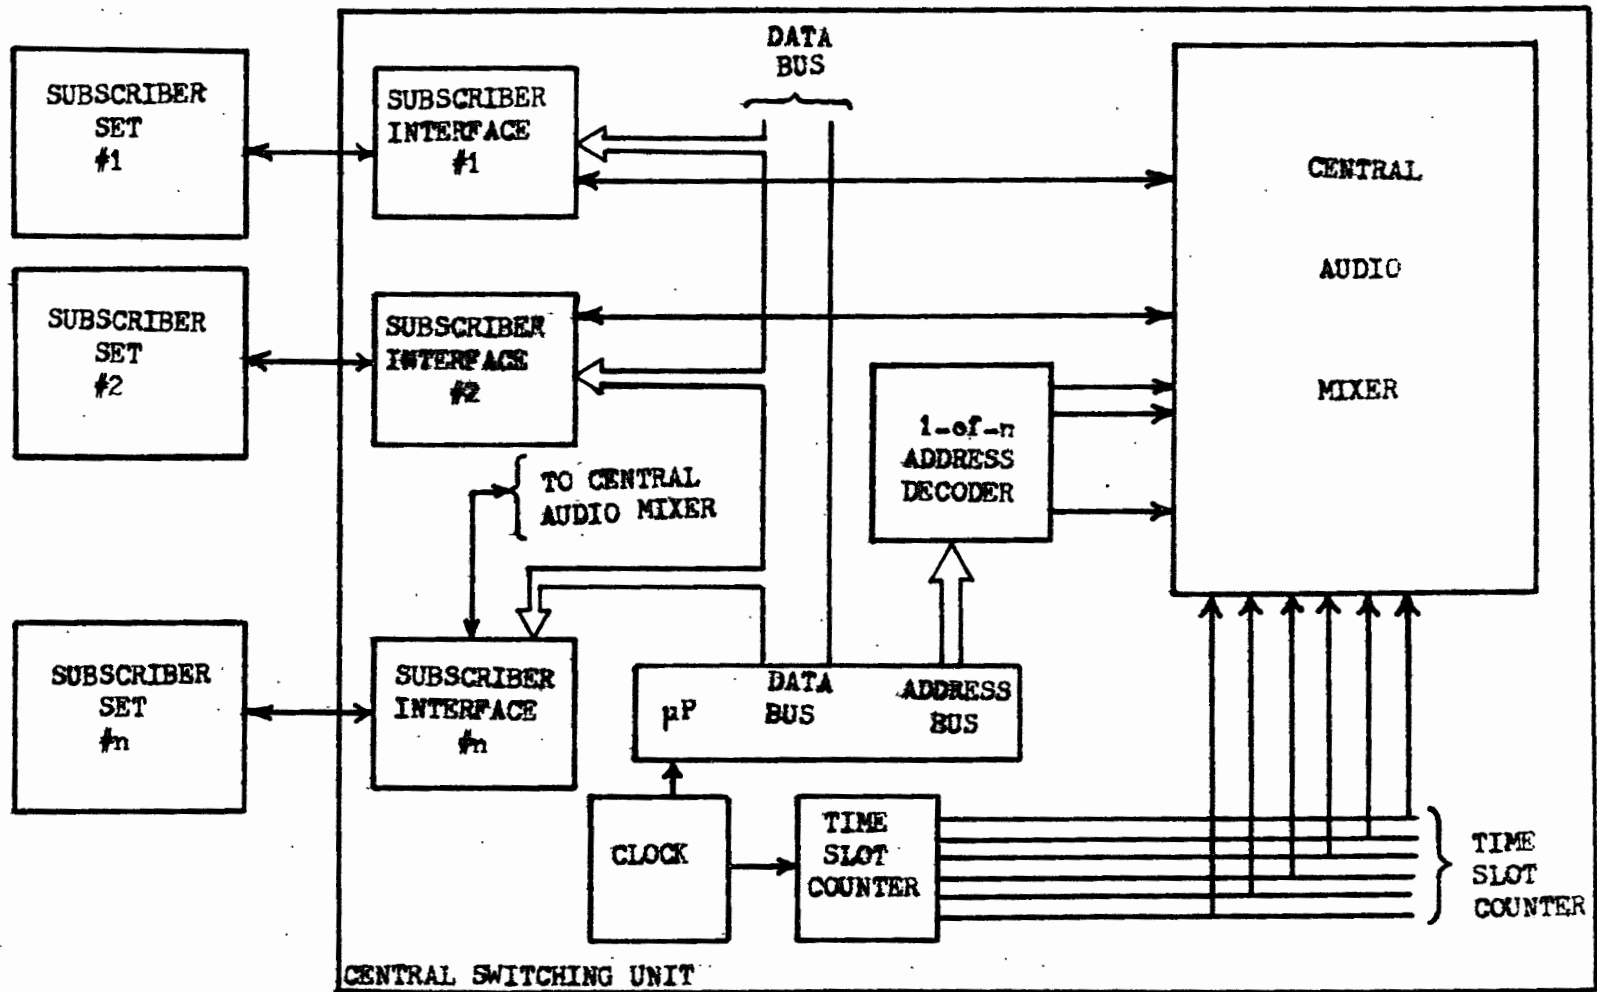 DATA
BUS
SUBSCRIBER
SET
#1
SUBSCRIBER
INTERFACE
#1
CENTRAL
AUDIO
MIXER
SUBSCRIBER
SET
#2
SUBSCRIBER
INTERFACE
#2
1-of-n
ADDRESS
DECODER
TO CENTRAL
AUDIO MIXER
SUBSCRIBER
SET
#n
SUBSCRIBER
INTERFACE
#n
µP
DATA
BUS
ADDRESS
BUS
CLOCK
TIME
SLOT
COUNTER
TIME
SLOT
COUNTER
CENTRAL SWITCHING UNIT